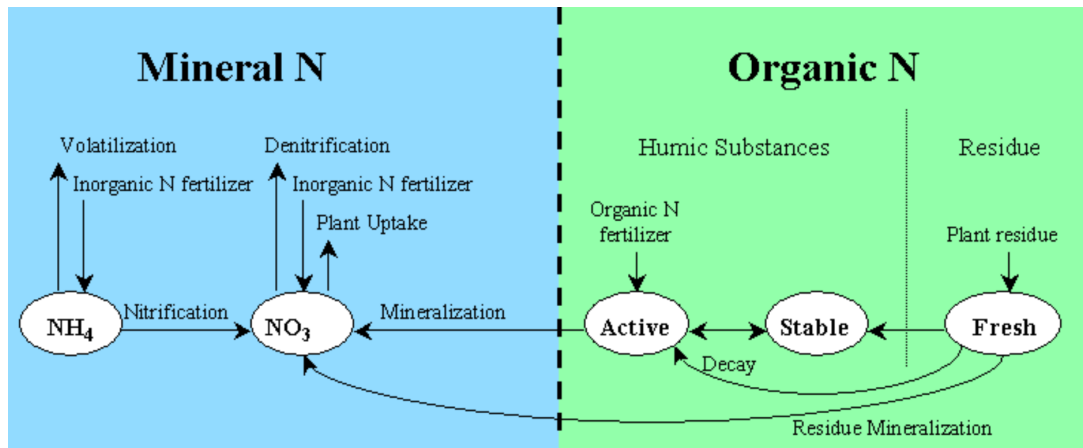 Mineral N
Organic N
Volatilization
Denitrification
Humic Substances
Residue
Inorganic N fertilizer
Inorganic N fertilizer
Plant Uptake
Organic N
fertilizer
Plant residue
NH4
Nitrification
NO3
Mineralization
Active
Stable
Fresh
Decay
Residue Mineralization